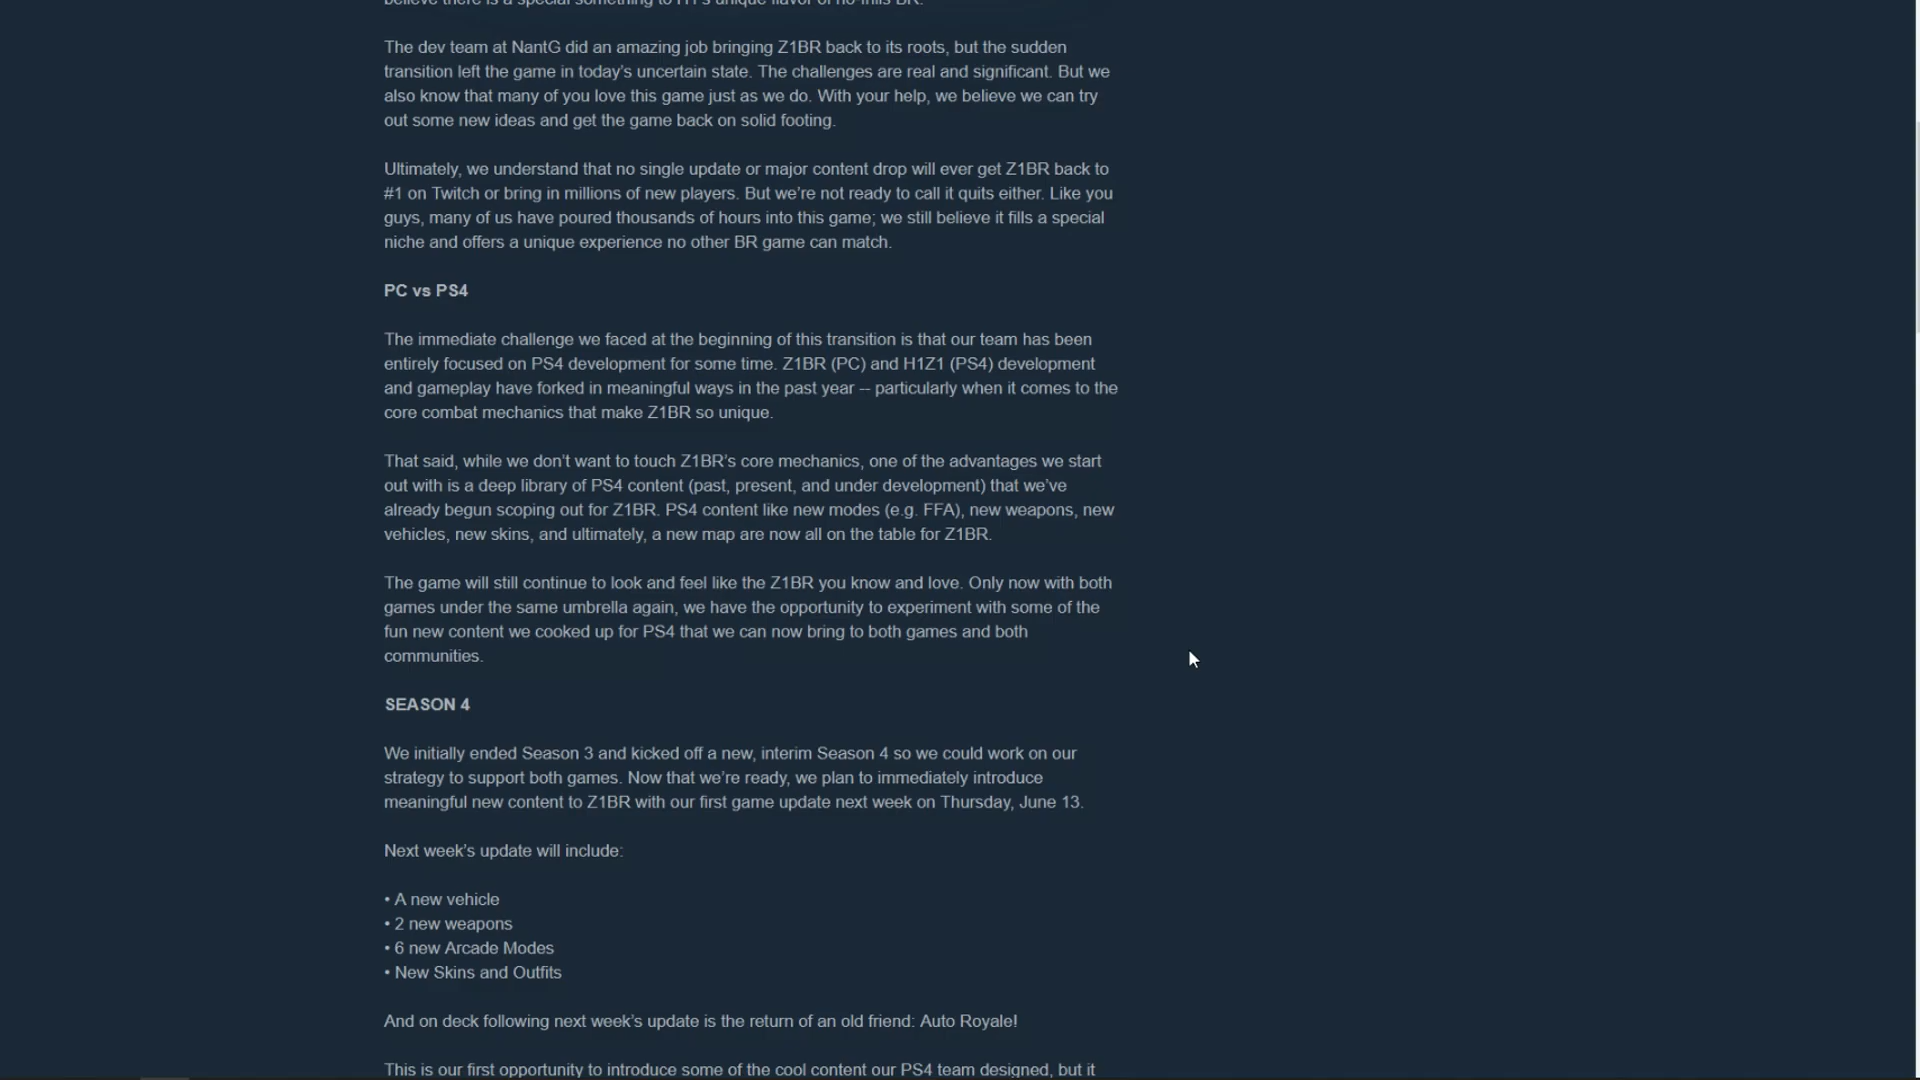 believe there is a special something to H1's unique flavor of no-frills BR.
The dev team at NantG did an amazing job bringing Z1BR back to its roots, but the sudden
transition left the game in today's uncertain state. The challenges are real and significant. But we
also know that many of you love this game just as we do. With your help, we believe we can try
out some new ideas and get the game back on solid footing.
Ultimately, we understand that no single update or major content drop will ever get Z1BR back to
#1 on Twitch or bring in millions of new players. But we're not ready to call it quits either. Like you
guys, many of us have poured thousands of hours into this game; we still believe it fills a special
niche and offers a unique experience no other BR game can match.
PC vs PS4
The immediate challenge we faced at the beginning of this transition is that our team has been
entirely focused on PS4 development for some time. Z1BR (PC) and H1Z1 (PS4) development
and gameplay have forked in meaningful ways in the past year -- particularly when it comes to the
core combat mechanics that make Z1BR so unique.
That said, while we don't want to touch Z1BR's core mechanics, one of the advantages we start
out with is a deep library of PS4 content (past, present, and under development) that we've
already begun scoping out for Z1BR. PS4 content like new modes (e.g. FFA), new weapons, new
vehicles, new skins, and ultimately, a new map are now all on the table for Z1BR.
The game will still continue to look and feel like the Z1BR you know and love. Only now with both
games under the same umbrella again, we have the opportunity to experiment with some of the
fun new content we cooked up for PS4 that we can now bring to both games and both
communities.
SEASON 4
We initially ended Season 3 and kicked off a new, interim Season 4 so we could work on our
strategy to support both games. Now that we're ready, we plan to immediately introduce
meaningful new content to Z1BR with our first game update next week on Thursday, June 13.
Next week's update will include:
• A new vehicle
• 2 new weapons
• 6 new Arcade Modes
• New Skins and Outfits
And on deck following next week's update is the return of an old friend: Auto Royale!
This is our first opportunity to introduce some of the cool content our PS4 team designed, but it